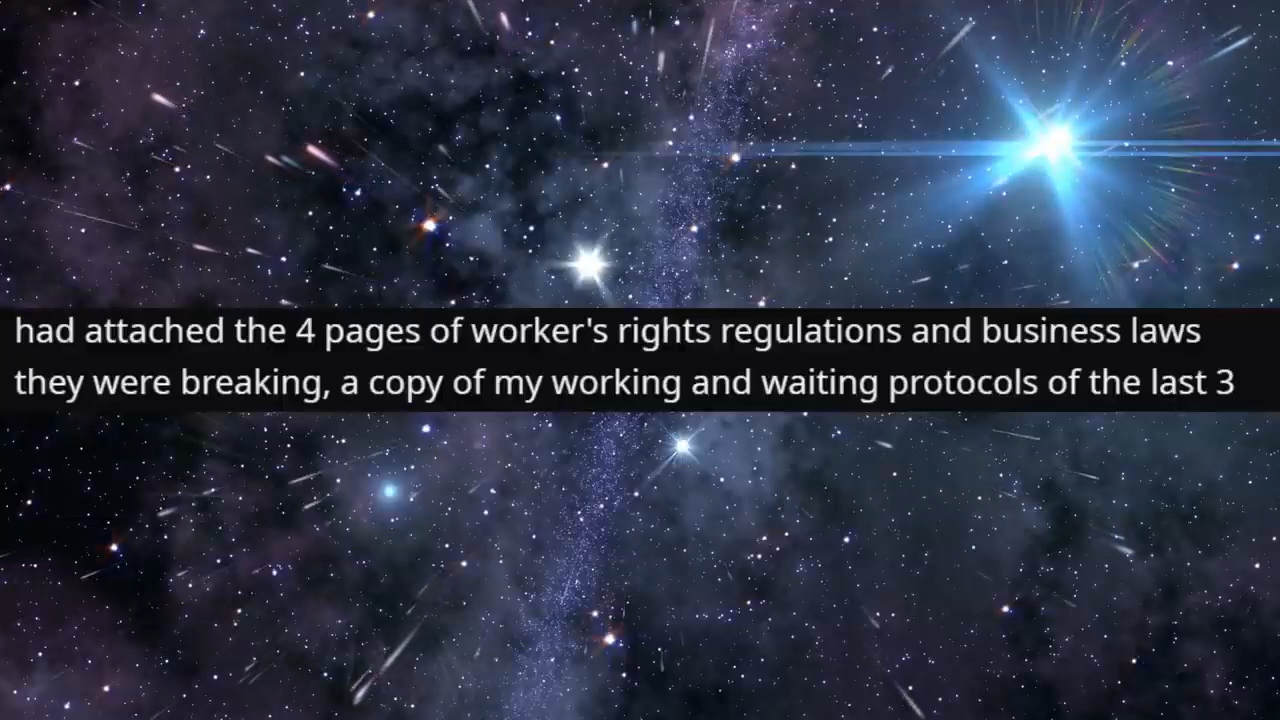 had attached the 4 pages of worker's rights regulations and business laws
they were breaking, a copy of my working and waiting protocols of the last 3